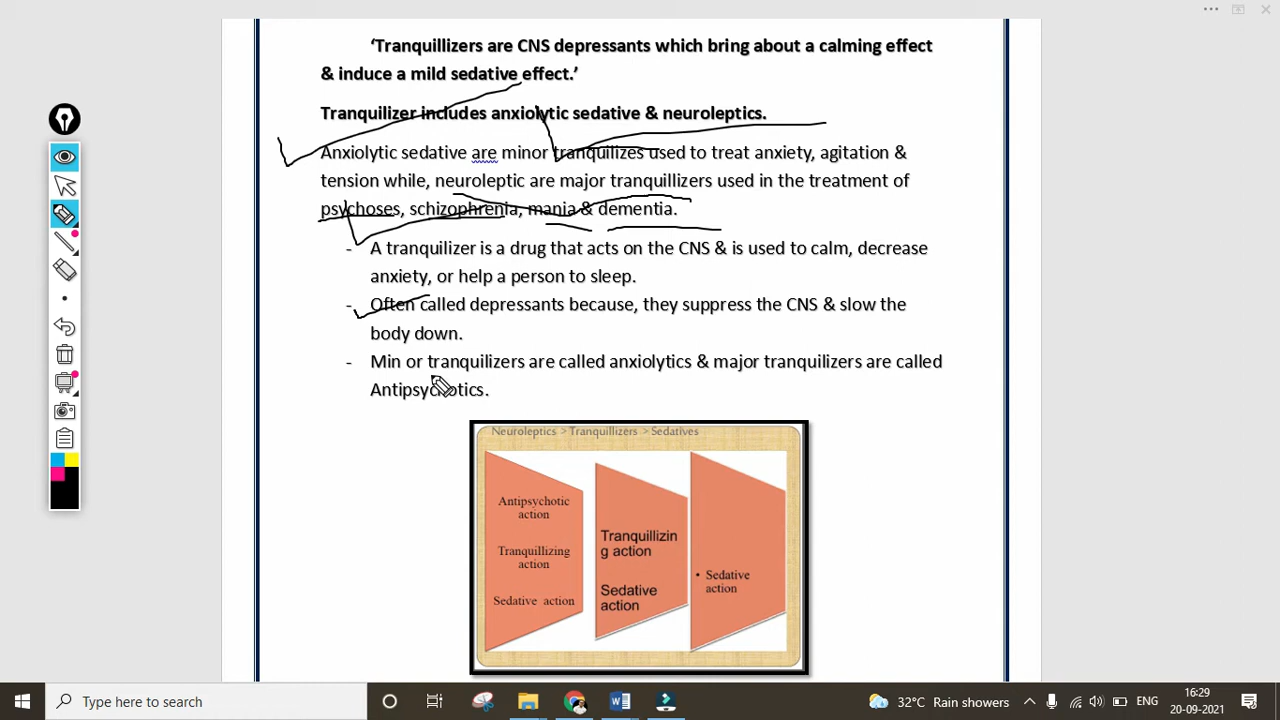 ‘Tranquillizers are CNS depressants which bring about a calming effect
& induce a mild sedative effect.’
Tranquilizer includes anxiolytic sedative & neuroleptics.
Anxiolytic sedative are minor tranquilizes used to treat anxiety, agitation &
tension while, neuroleptic are major tranquillizers used in the treatment of
psychoses, schizophrenia, mania & dementia.
- A tranquilizer is a drug that acts on the CNS & is used to calm, decrease
anxiety, or help a person to sleep.
- Often called depressants because, they suppress the CNS & slow the
body down.
- Min or tranquilizers are called anxiolytics & major tranquilizers are called
Antipsychotics.
Neuroleptics > Tranquillizers > Sedatives
Antipsychotic
action
Tranquillizing
action
Sedative action
Tranquillizin
g action
Sedative
action
• Sedative
action
Type here to search
32°C Rain showers
ENG
16:29
20-09-2021